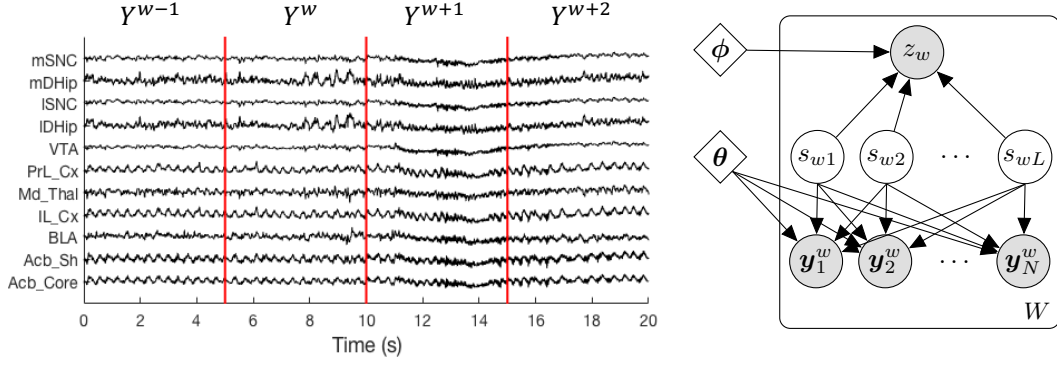 Y^{w−1} Y^{w} Y^{w+1} Y^{w+2}
mSNC
mDHip
lSNC
lDHip
VTA
PrL_Cx
Md_Thal
IL_Cx
BLA
Acb_Sh
Acb_Core
0 2 4 6 8 10 12 14 16 18 20
Time (s)
ϕ z_w
θ s_{w1} s_{w2} ... s_{wL}
y_1^w y_2^w ... y_N^w
W